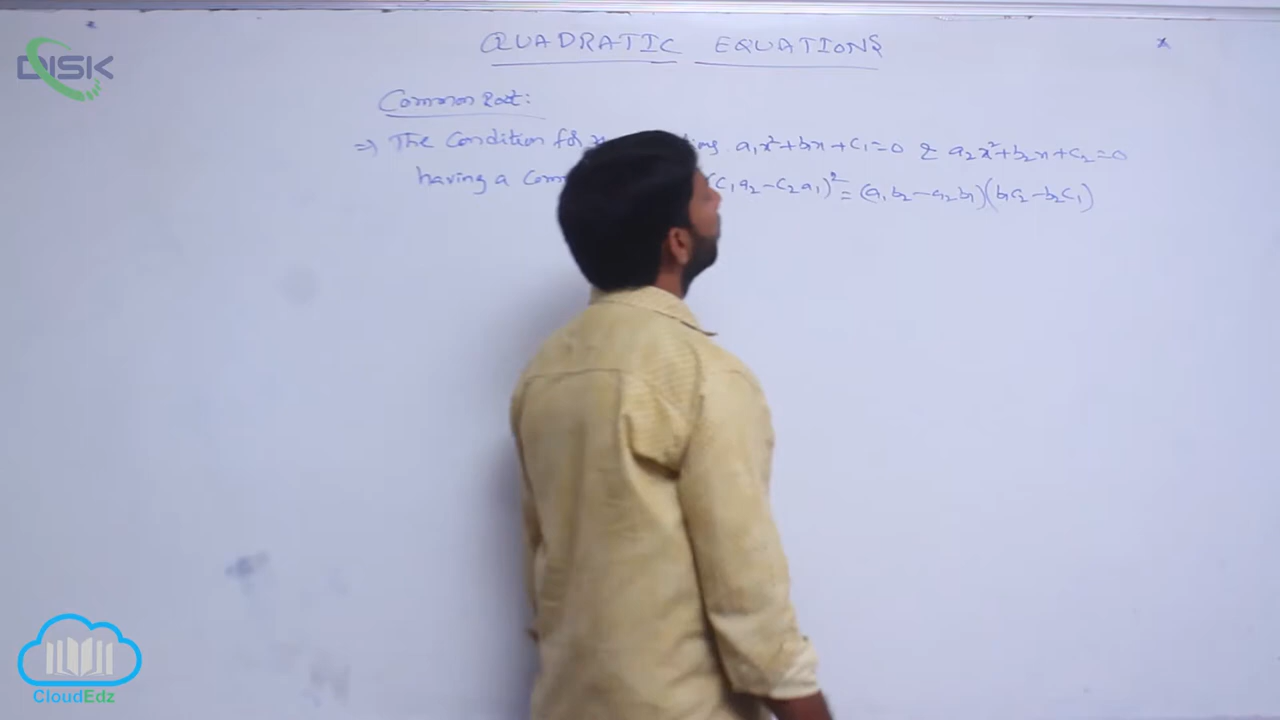 DISK
QUADRATIC EQUATIONS
Common Root:
⇒ The Condition for a₁x²+b₁x+c₁=0 & a₂x²+b₂x+c₂=0
having a (c₁a₂-c₂a₁)²=(a₁b₂-a₂b₁)(b₁c₂-b₂c₁)
CloudEdz